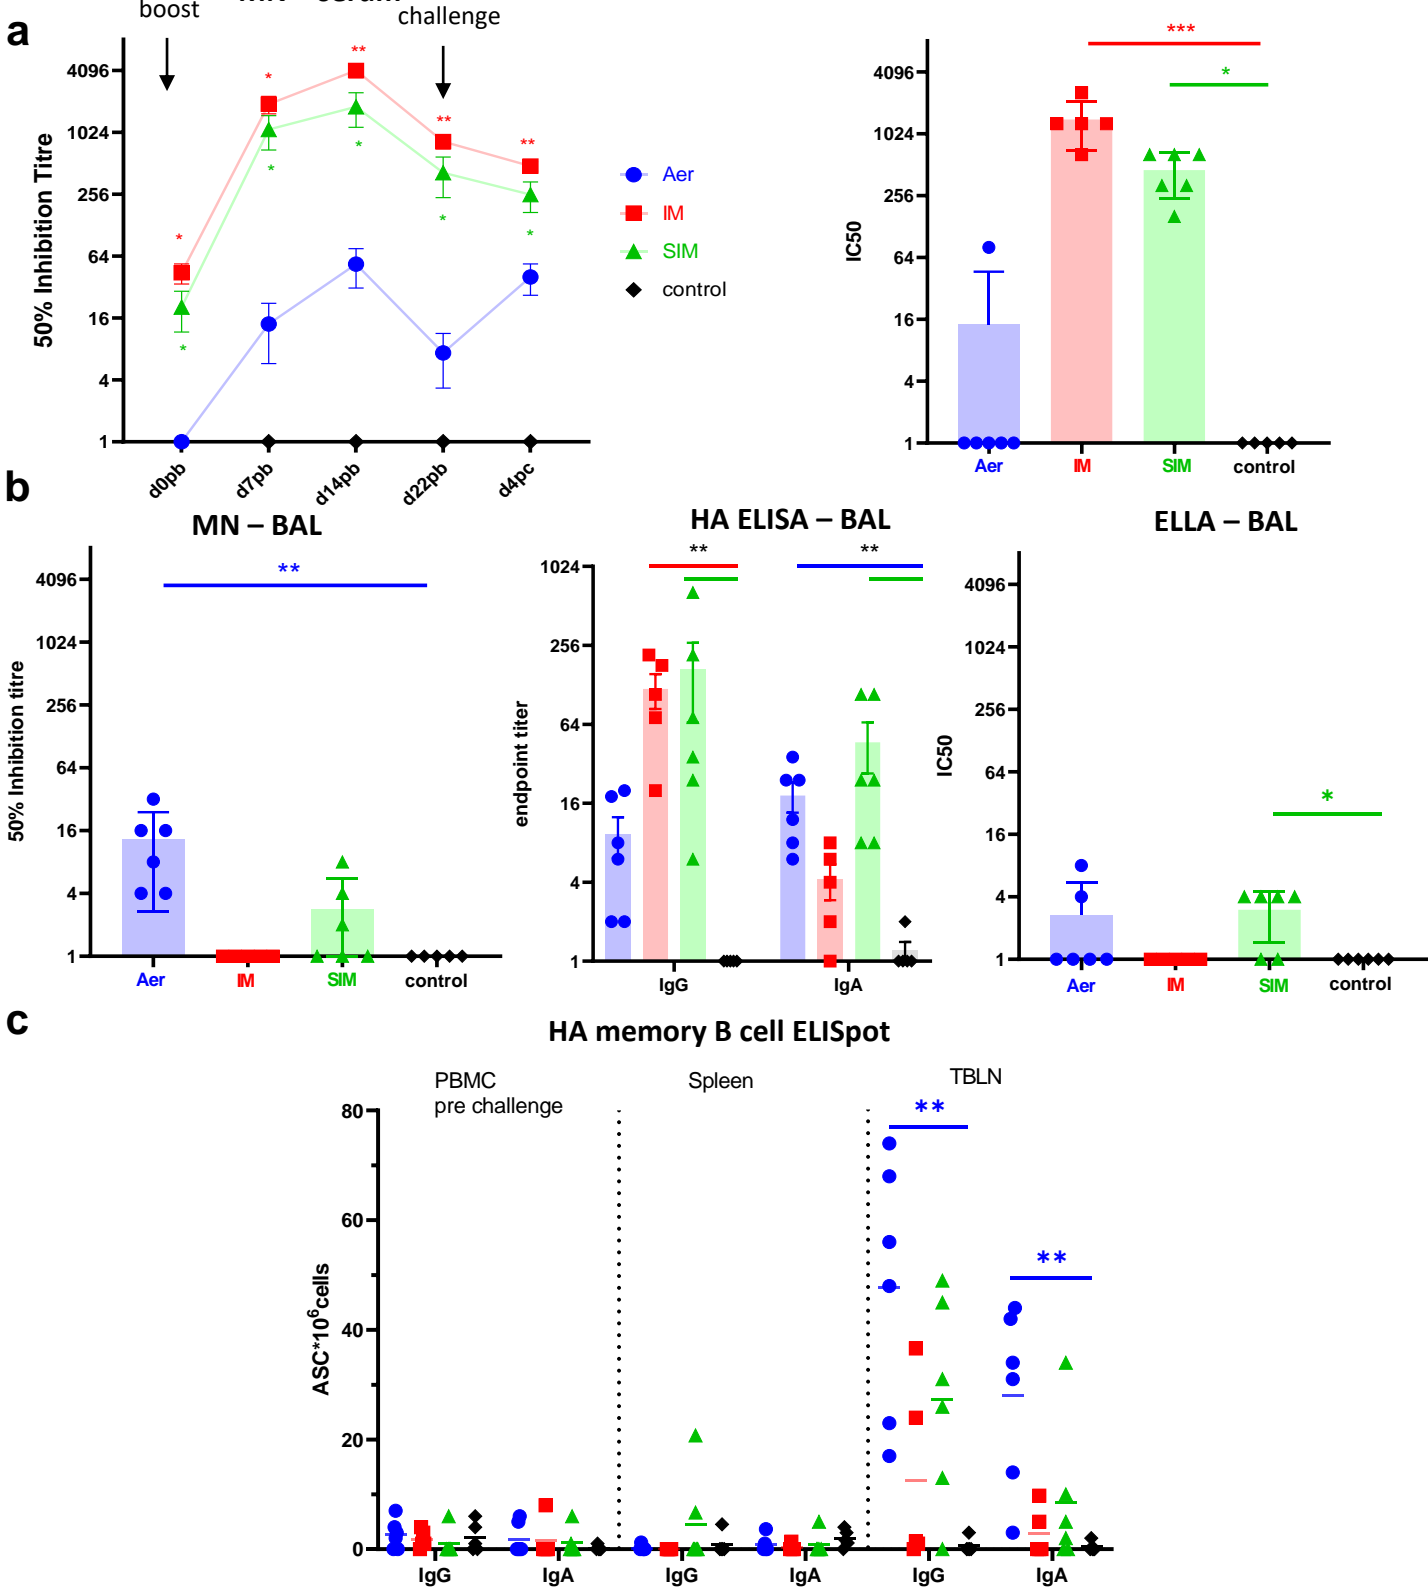 boost
challenge
a
50% Inhibition Titre
4096
1024
256
64
16
4
1
* ** ** **
*
* * * *
*
d0pb d7pb d14pb d22pb d4pc
Aer
IM
SIM
control
IC50
4096
1024
256
64
16
4
1
***
*
Aer IM SIM control
b
MN – BAL
50% Inhibition titre
4096
1024
256
64
16
4
1
**
Aer IM SIM control
HA ELISA – BAL
endpoint titer
1024
256
64
16
4
1
** **
IgG IgA
ELLA – BAL
IC50
4096
1024
256
64
16
4
1
*
Aer IM SIM control
c
HA memory B cell ELISpot
PBMC
pre challenge
Spleen
TBLN
ASC*10⁶cells
80
60
40
20
0
**
**
IgG IgA IgG IgA IgG IgA